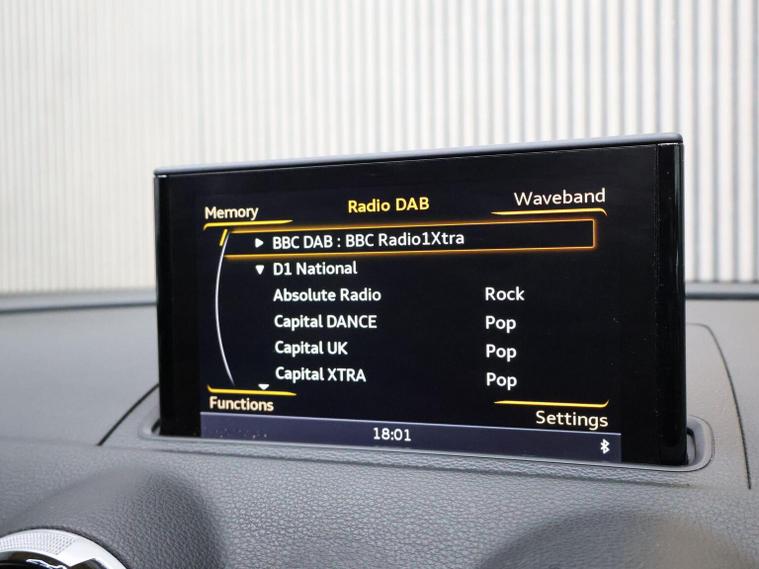 Memory Radio DAB Waveband
BBC DAB : BBC Radio1Xtra
D1 National
Absolute Radio Rock
Capital DANCE Pop
Capital UK Pop
Capital XTRA Pop
Functions Settings
18:01